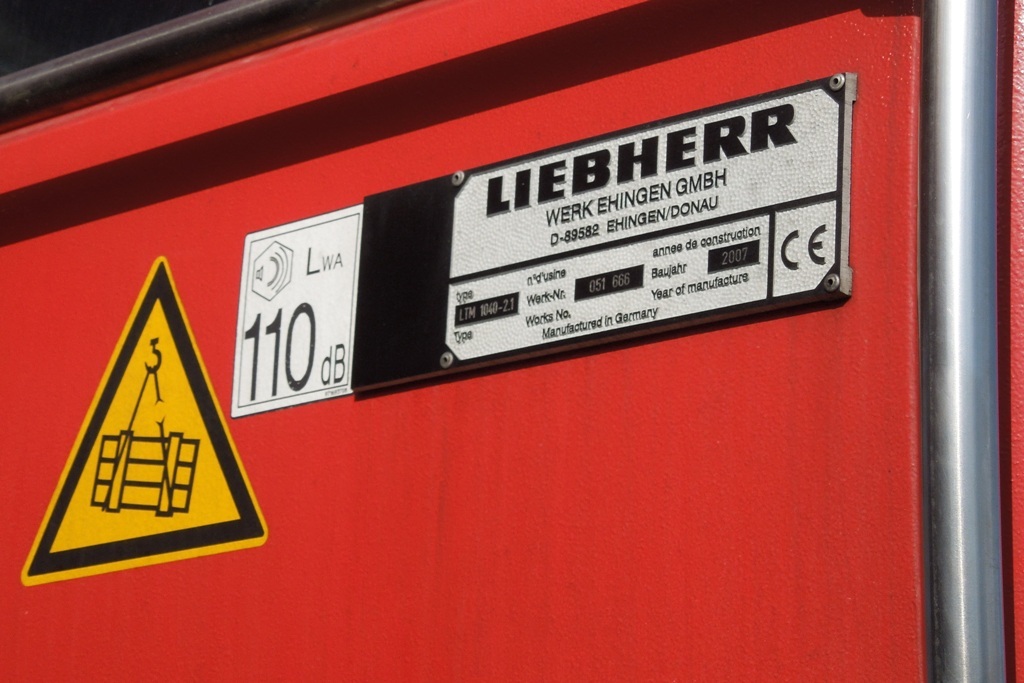 LWA
110 dB
LIEBHERR
WERK EHINGEN GMBH
D-89582 EHINGEN/DONAU
type
LTM 1040-2.1
Type
n°d'usine
Werk-Nr.
Works No.
051 666
annee de construction
Baujahr
Year of manufacture
2007
Manufactured in Germany
CE